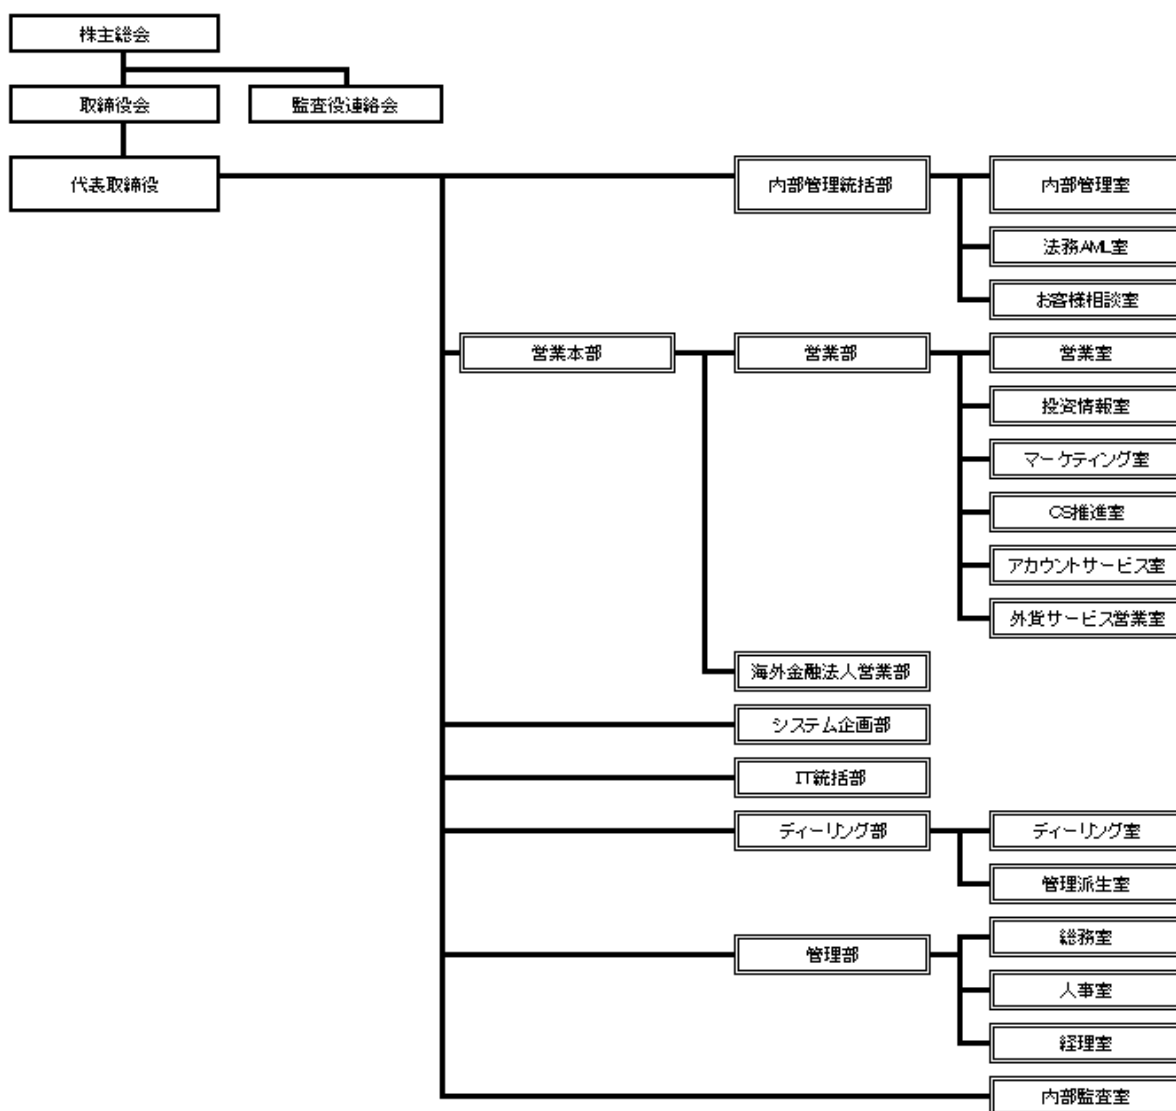 株主総会
取締役会
監査役連絡会
代表取締役
内部管理統括部
内部管理室
法務AML室
お客様相談室
営業本部
営業部
営業室
投資情報室
マーケティング室
CS推進室
アカウントサービス室
外貨サービス営業室
海外金融法人営業部
システム企画部
IT統括部
ディーリング部
ディーリング室
管理派生室
総務室
管理部
人事室
経理室
内部監査室